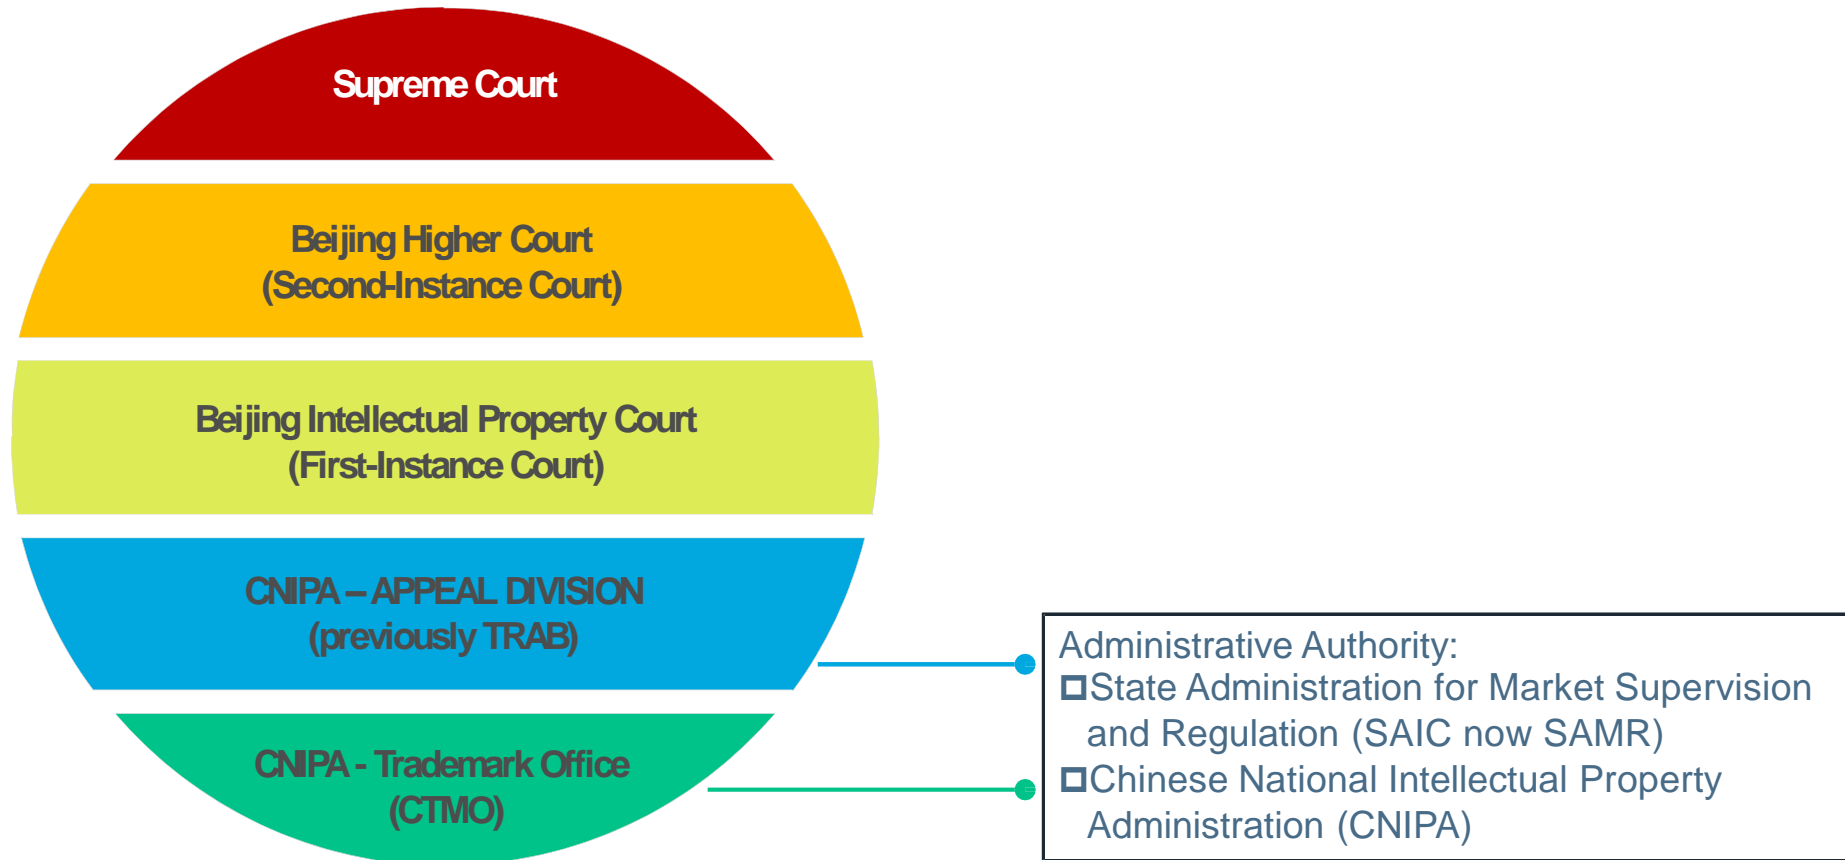 Supreme Court
Beijing Higher Court
(Second-Instance Court)
Beijing Intellectual Property Court
(First-Instance Court)
CNIPA – APPEAL DIVISION
(previously TRAB)
CNIPA - Trademark Office
(CTMO)
Administrative Authority:
State Administration for Market Supervision
and Regulation (SAIC now SAMR)
Chinese National Intellectual Property
Administration (CNIPA)